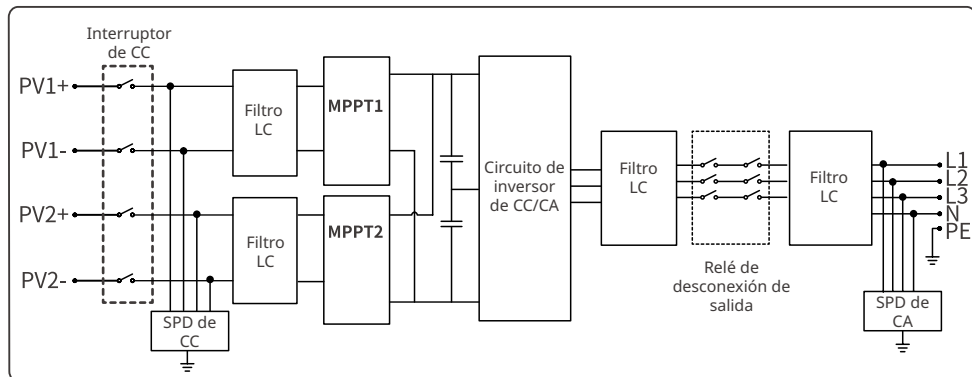 Interruptor
de CC
PV1+
PV1-
PV2+
PV2-
Filtro
LC
Filtro
LC
MPPT1
MPPT2
SPD de
CC
Circuito de
inversor
de CC/CA
Filtro
LC
Relé de
desconexión de
salida
Filtro
LC
L1
L2
L3
N
PE
SPD de
CA